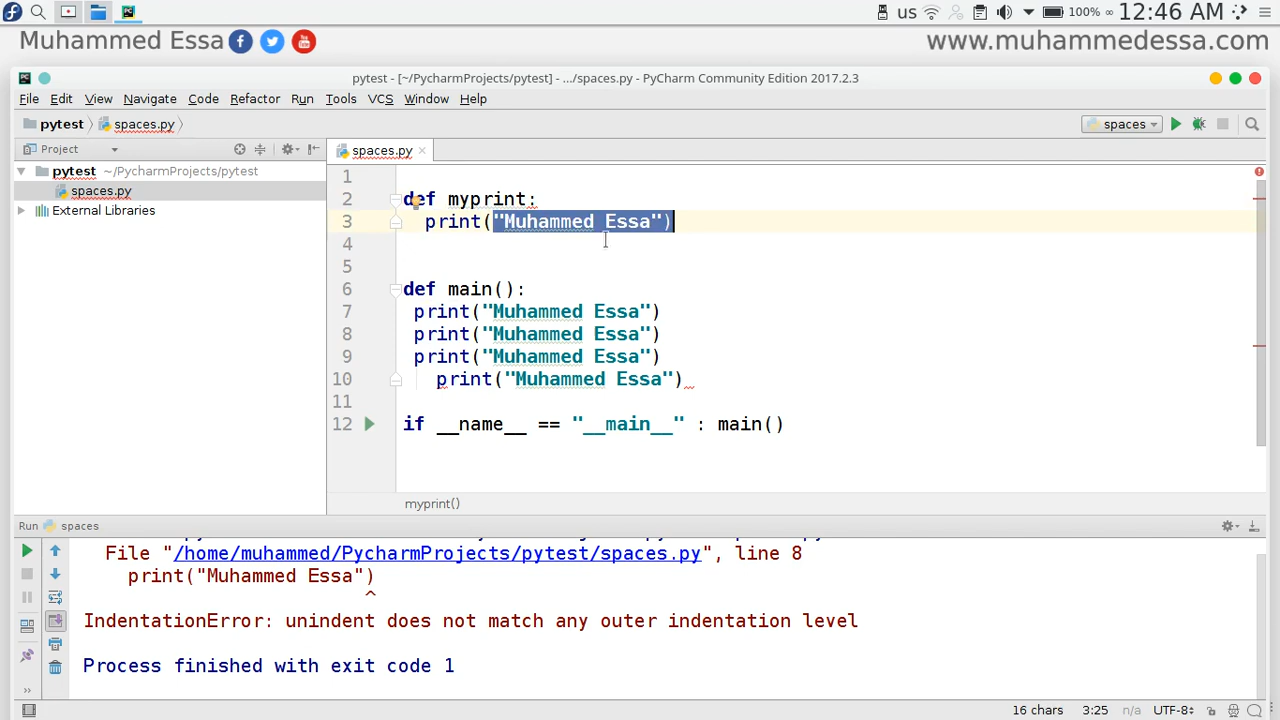 us 100% 12:46 AM
Muhammed Essa
www.muhammedessa.com
pytest - [~/PycharmProjects/pytest] - .../spaces.py - PyCharm Community Edition 2017.2.3
File Edit View Navigate Code Refactor Run Tools VCS Window Help
pytest spaces.py
spaces
Project
spaces.py
pytest ~/PycharmProjects/pytest
spaces.py
External Libraries
1
2 def myprint:
3 print("Muhammed Essa")
4
5
6 def main():
7 print("Muhammed Essa")
8 print("Muhammed Essa")
9 print("Muhammed Essa")
10 print("Muhammed Essa")
11
12 if __name__ == "__main__" : main()
myprint()
Run spaces
File "/home/muhammed/PycharmProjects/pytest/spaces.py", line 8
print("Muhammed Essa")
^
IndentationError: unindent does not match any outer indentation level
Process finished with exit code 1
16 chars 3:25 n/a UTF-8